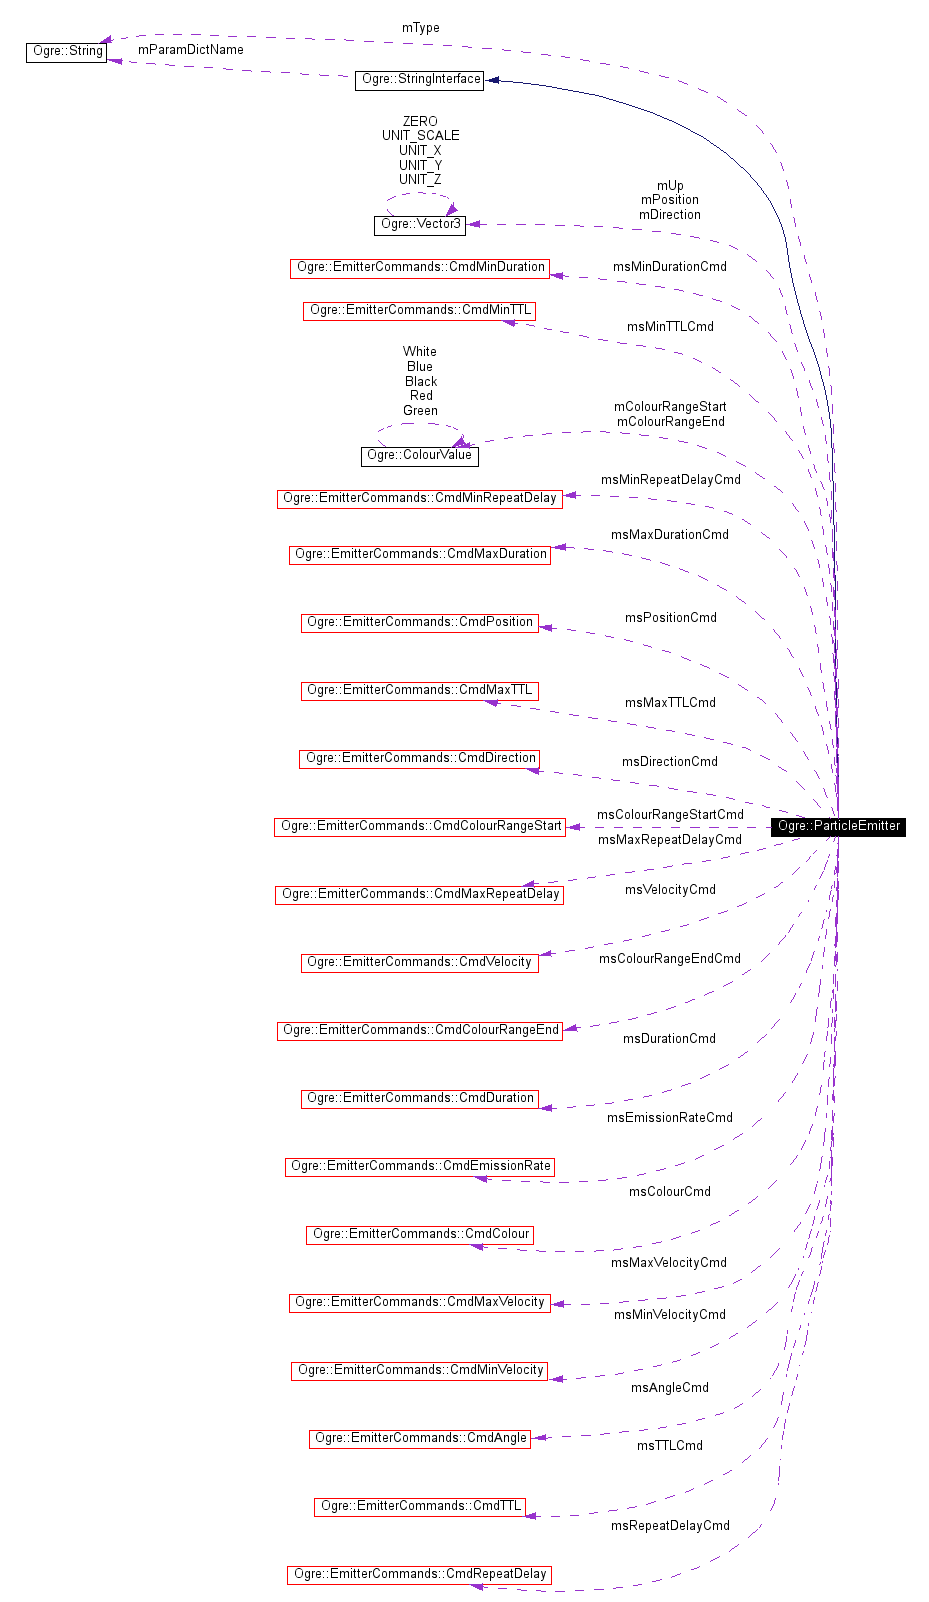 mType
Ogre::String
mParamDictName
Ogre::StringInterface
ZERO
UNIT_SCALE
UNIT_X
UNIT_Y
UNIT_Z
mUp
mPosition
mDirection
Ogre::Vector3
Ogre::EmitterCommands::CmdMinDuration
msMinDurationCmd
Ogre::EmitterCommands::CmdMinTTL
msMinTTLCmd
White
Blue
Black
Red
Green
mColourRangeStart
mColourRangeEnd
Ogre::ColourValue
msMinRepeatDelayCmd
Ogre::EmitterCommands::CmdMinRepeatDelay
msMaxDurationCmd
Ogre::EmitterCommands::CmdMaxDuration
msPositionCmd
Ogre::EmitterCommands::CmdPosition
Ogre::EmitterCommands::CmdMaxTTL
msMaxTTLCmd
Ogre::EmitterCommands::CmdDirection
msDirectionCmd
msColourRangeStartCmd
Ogre::EmitterCommands::CmdColourRangeStart
Ogre::ParticleEmitter
msMaxRepeatDelayCmd
Ogre::EmitterCommands::CmdMaxRepeatDelay
msVelocityCmd
Ogre::EmitterCommands::CmdVelocity
msColourRangeEndCmd
Ogre::EmitterCommands::CmdColourRangeEnd
msDurationCmd
Ogre::EmitterCommands::CmdDuration
msEmissionRateCmd
Ogre::EmitterCommands::CmdEmissionRate
msColourCmd
Ogre::EmitterCommands::CmdColour
msMaxVelocityCmd
Ogre::EmitterCommands::CmdMaxVelocity
msMinVelocityCmd
Ogre::EmitterCommands::CmdMinVelocity
msAngleCmd
Ogre::EmitterCommands::CmdAngle
msTTLCmd
Ogre::EmitterCommands::CmdTTL
msRepeatDelayCmd
Ogre::EmitterCommands::CmdRepeatDelay